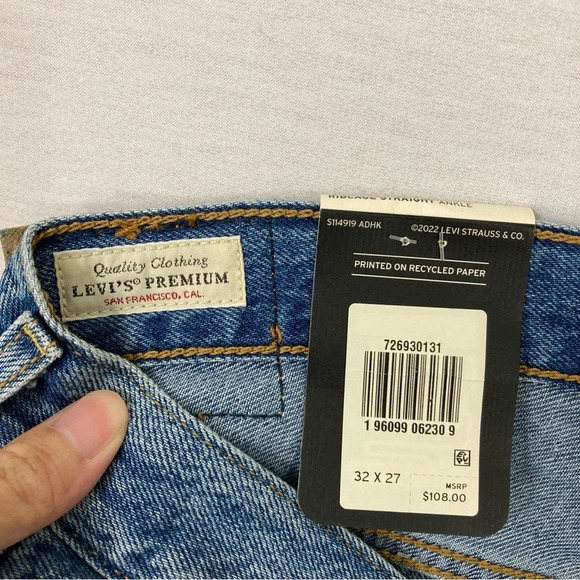 Quality Clothing
LEVI'S® PREMIUM
SAN FRANCISCO, CAL.
RIBCAGE STRAIGHT ANKLE
S114919 ADHK
©2022 LEVI STRAUSS & CO.
PRINTED ON RECYCLED PAPER
726930131
1 96099 06230 9
32 X 27
MSRP
$108.00